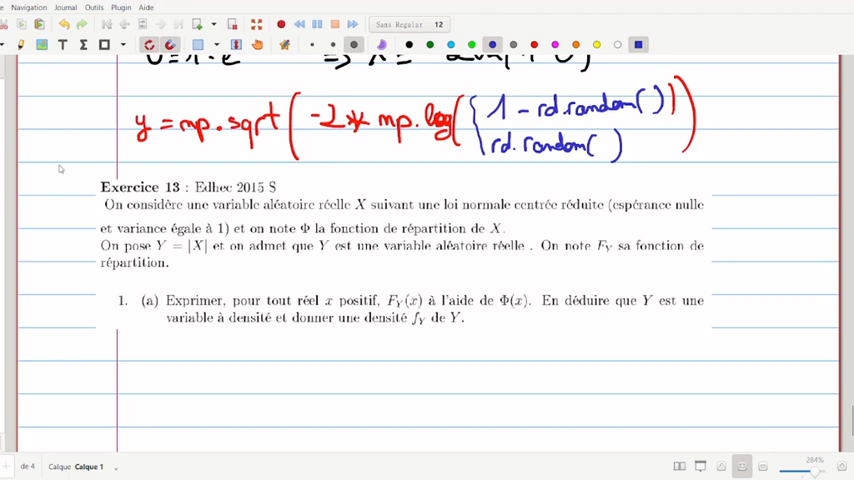 Navigation Journal Outils Plugin Aide
Sans Regular 12
y = mp.sqrt( -2 * mp.log( { 1 - rd.random( ) ) )
rd.random( )
Exercice 13 : Edhec 2015 S
On considère une variable aléatoire réelle X suivant une loi normale centrée réduite (espérance nulle
et variance égale à 1) et on note Φ la fonction de répartition de X.
On pose Y = |X| et on admet que Y est une variable aléatoire réelle . On note F_Y sa fonction de
répartition.
1. (a) Exprimer, pour tout réel x positif, F_Y(x) à l'aide de Φ(x). En déduire que Y est une
variable à densité et donner une densité f_Y de Y.
284%
de 4 Calque Calque 1